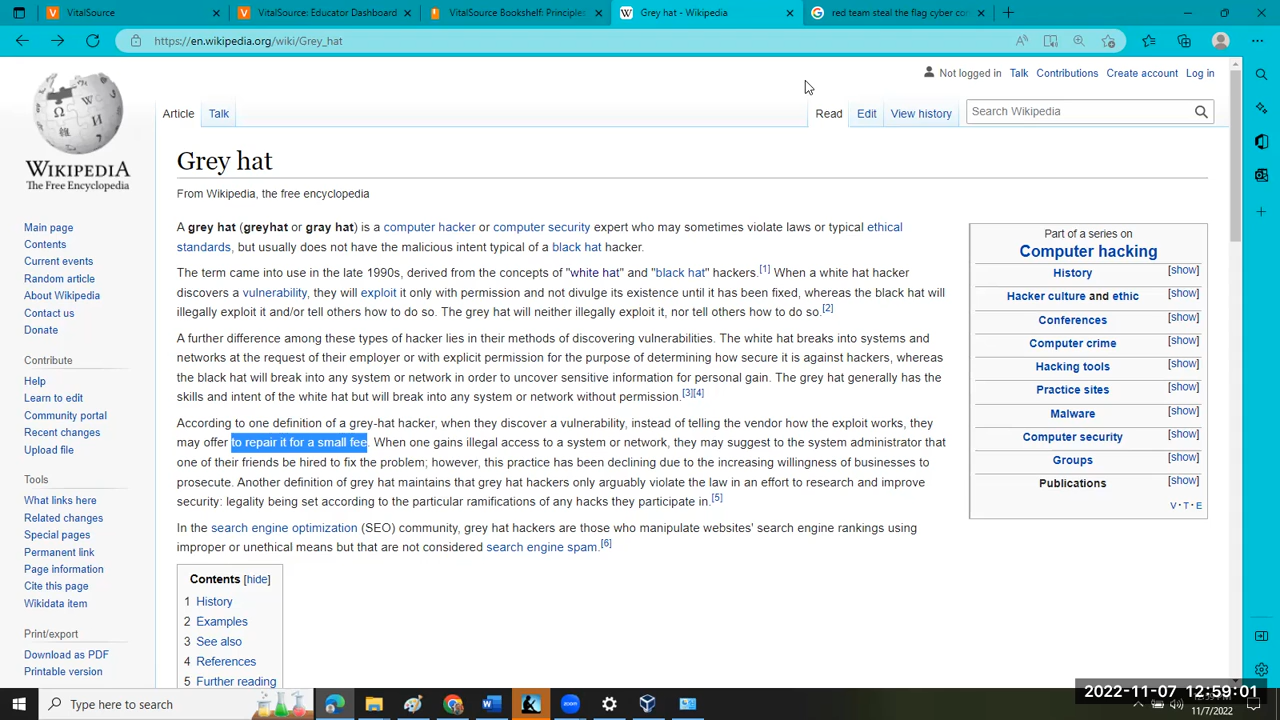 VitalSource
VitalSource: Educator Dashboard
VitalSource Bookshelf: Principles
Grey hat - Wikipedia
red team steal the flag cyber con
https://en.wikipedia.org/wiki/Grey_hat
Not logged in Talk Contributions Create account Log in
Article Talk
Read Edit View history
Search Wikipedia
WIKIPEDIA
The Free Encyclopedia
Main page
Contents
Current events
Random article
About Wikipedia
Contact us
Donate
Contribute
Help
Learn to edit
Community portal
Recent changes
Upload file
Tools
What links here
Related changes
Special pages
Permanent link
Page information
Cite this page
Wikidata item
Print/export
Download as PDF
Printable version
Grey hat
From Wikipedia, the free encyclopedia
A grey hat (greyhat or gray hat) is a computer hacker or computer security expert who may sometimes violate laws or typical ethical
standards, but usually does not have the malicious intent typical of a black hat hacker.
The term came into use in the late 1990s, derived from the concepts of "white hat" and "black hat" hackers.[1] When a white hat hacker
discovers a vulnerability, they will exploit it only with permission and not divulge its existence until it has been fixed, whereas the black hat will
illegally exploit it and/or tell others how to do so. The grey hat will neither illegally exploit it, nor tell others how to do so.[2]
A further difference among these types of hacker lies in their methods of discovering vulnerabilities. The white hat breaks into systems and
networks at the request of their employer or with explicit permission for the purpose of determining how secure it is against hackers, whereas
the black hat will break into any system or network in order to uncover sensitive information for personal gain. The grey hat generally has the
skills and intent of the white hat but will break into any system or network without permission.[3][4]
According to one definition of a grey-hat hacker, when they discover a vulnerability, instead of telling the vendor how the exploit works, they
may offer to repair it for a small fee. When one gains illegal access to a system or network, they may suggest to the system administrator that
one of their friends be hired to fix the problem; however, this practice has been declining due to the increasing willingness of businesses to
prosecute. Another definition of grey hat maintains that grey hat hackers only arguably violate the law in an effort to research and improve
security: legality being set according to the particular ramifications of any hacks they participate in.[5]
In the search engine optimization (SEO) community, grey hat hackers are those who manipulate websites' search engine rankings using
improper or unethical means but that are not considered search engine spam.[6]
Contents [hide]
1 History
2 Examples
3 See also
4 References
5 Further reading
Part of a series on
Computer hacking
History [show]
Hacker culture and ethic [show]
Conferences [show]
Computer crime [show]
Hacking tools [show]
Practice sites [show]
Malware [show]
Computer security [show]
Groups [show]
Publications [show]
V · T · E
Type here to search
2022-11-07 12:59:01
11/7/2022